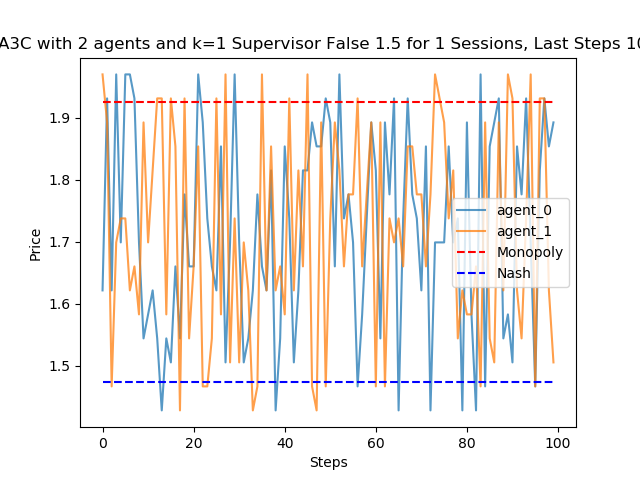 A3C with 2 agents and k=1 Supervisor False 1.5 for 1 Sessions, Last Steps 10
Price
1.9
1.8
1.7
1.6
1.5
agent_0
agent_1
Monopoly
Nash
0 20 40 60 80 100
Steps